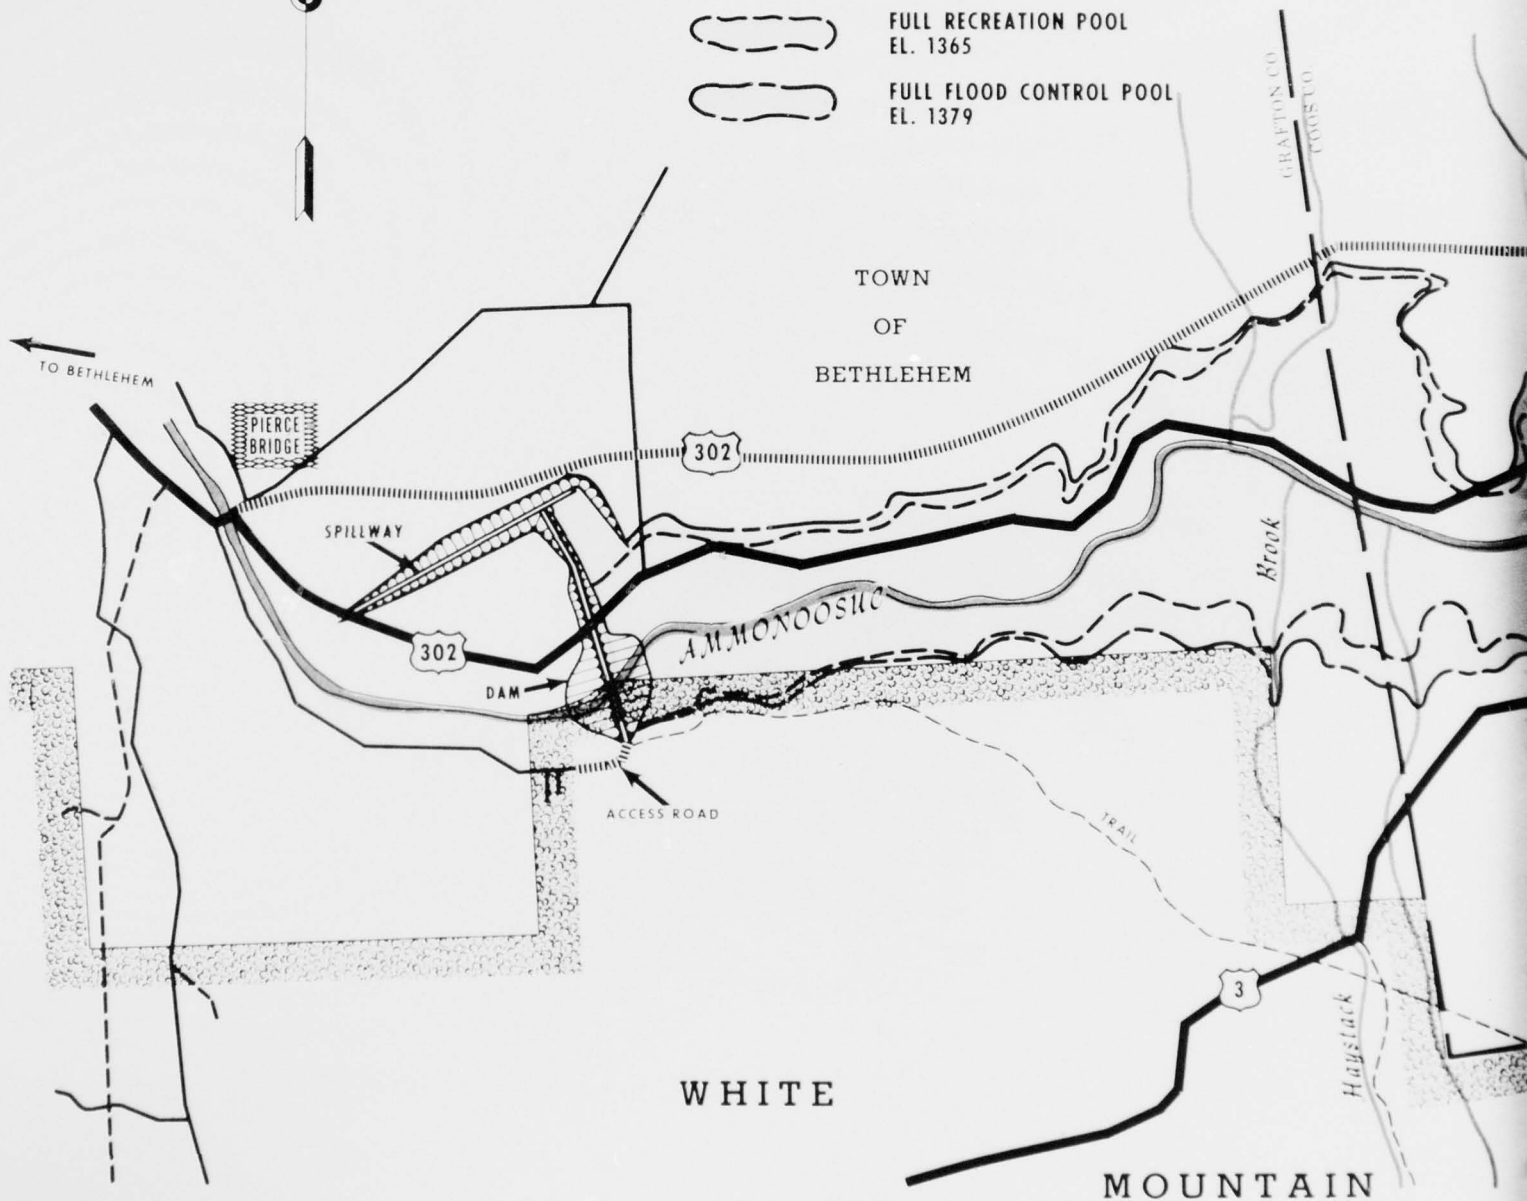 FULL RECREATION POOL
EL. 1365
FULL FLOOD CONTROL POOL
EL. 1379
GRAFTON CO
COOS CO
TOWN
OF
BETHLEHEM
TO BETHLEHEM
PIERCE
BRIDGE
302
SPILLWAY
302
AMMONOOSUC
DAM
Brook
ACCESS ROAD
TRAIL
3
Haystack
WHITE
MOUNTAIN